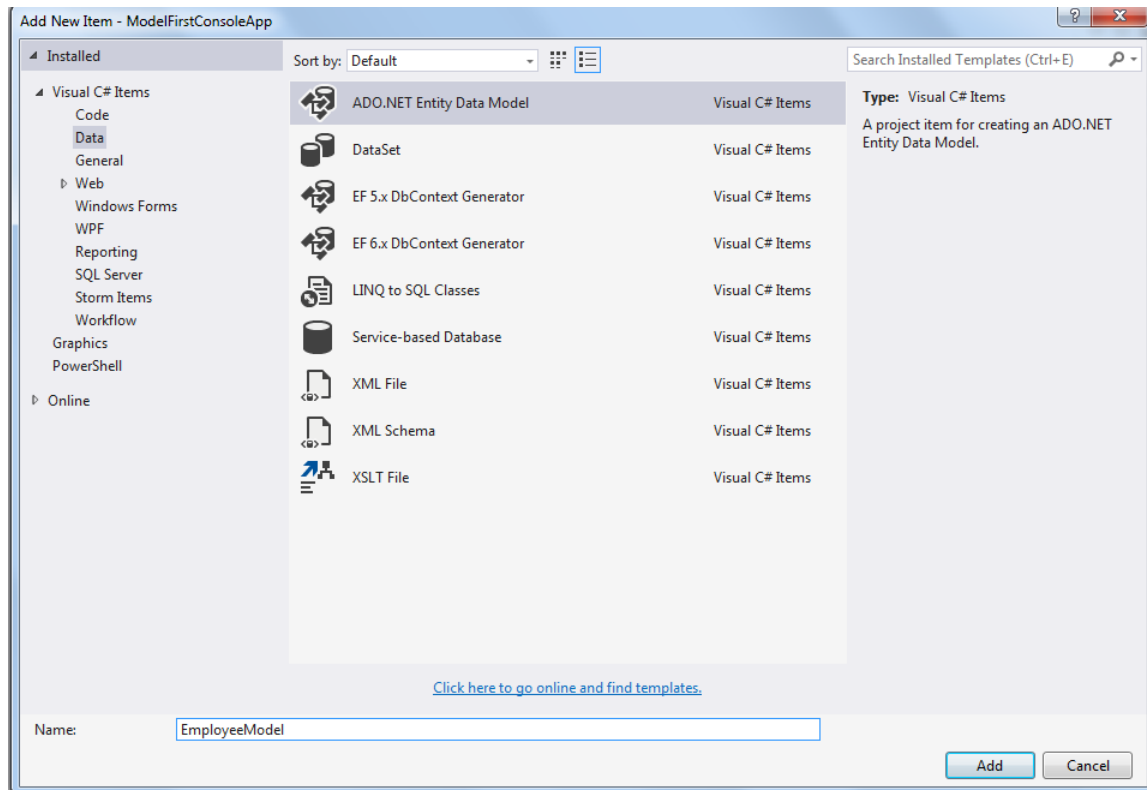 Add New Item - ModelFirstConsoleApp
Installed
Sort by: Default
Search Installed Templates (Ctrl+E)
Visual C# Items
Code
Data
General
Web
Windows Forms
WPF
Reporting
SQL Server
Storm Items
Workflow
Graphics
PowerShell
Online
ADO.NET Entity Data Model Visual C# Items
DataSet Visual C# Items
EF 5.x DbContext Generator Visual C# Items
EF 6.x DbContext Generator Visual C# Items
LINQ to SQL Classes Visual C# Items
Service-based Database Visual C# Items
XML File Visual C# Items
XML Schema Visual C# Items
XSLT File Visual C# Items
Type: Visual C# Items
A project item for creating an ADO.NET
Entity Data Model.
Click here to go online and find templates.
Name: EmployeeModel
Add Cancel